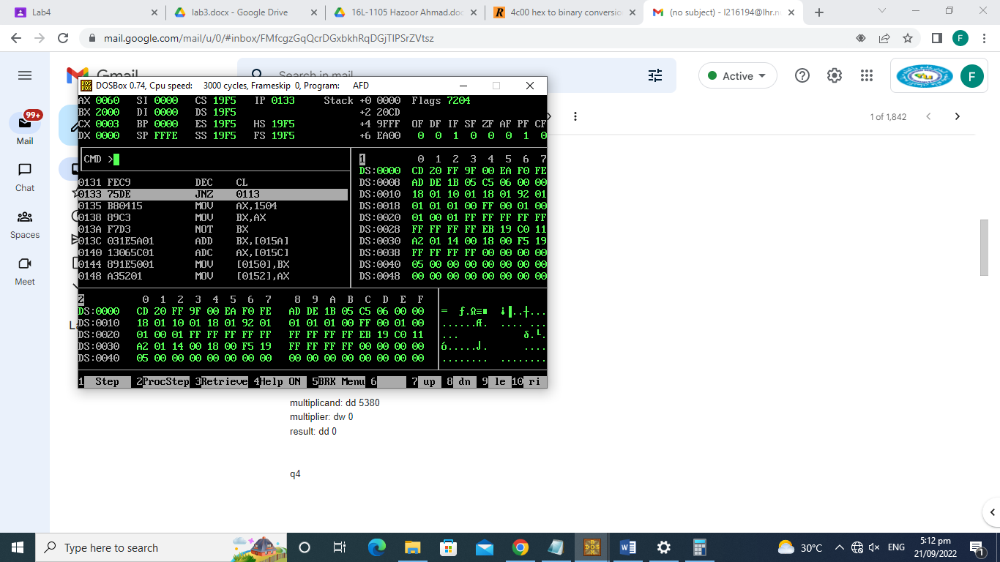 Lab4
lab3.docx - Google Drive
16L-1105 Hazoor Ahmad.doc
4c00 hex to binary conversion
(no subject) - l216194@lhr.n
mail.google.com/mail/u/0/#inbox/FMfcgzGqQcrDGxbkhRqDGjTlPSrZVtsz
F
Gmail
Search in mail
Active
F
99+
Mail
Chat
Spaces
Meet
1 of 1,842
DOSBox 0.74, Cpu speed: 3000 cycles, Frameskip 0, Program: AFD
AX 0060 SI 0000 CS 19F5 IP 0133 Stack +0 0000 Flags 7204
BX 2000 DI 0000 DS 19F5 +2 20CD
CX 0003 BP 0000 ES 19F5 HS 19F5 +4 9FFF OF DF IF SF ZF AF PF CF
DX 0000 SP FFFE SS 19F5 FS 19F5 +6 EA00 0 0 1 0 0 0 1 0
CMD >
0131 FEC9 DEC CL
0133 75DE JNZ 0113
0135 B80415 MOV AX,1504
0138 89C3 MOV BX,AX
013A F7D3 NOT BX
013C 031E5A01 ADD BX,[015A]
0140 13065C01 ADC AX,[015C]
0144 891E5001 MOV [0150],BX
0148 A35201 MOV [0152],AX
1 0 1 2 3 4 5 6 7
DS:0000 CD 20 FF 9F 00 EA F0 FE
DS:0008 AD DE 1B 05 C5 06 00 00
DS:0010 18 01 10 01 18 01 92 01
DS:0018 01 01 01 00 FF 00 01 00
DS:0020 01 00 01 FF FF FF FF FF
DS:0028 FF FF FF FF EB 19 C0 11
DS:0030 A2 01 14 00 18 00 F5 19
DS:0038 FF FF FF FF 00 00 00 00
DS:0040 05 00 00 00 00 00 00 00
DS:0048 00 00 00 00 00 00 00 00
2 0 1 2 3 4 5 6 7 8 9 A B C D E F
DS:0000 CD 20 FF 9F 00 EA F0 FE AD DE 1B 05 C5 06 00 00
DS:0010 18 01 10 01 18 01 92 01 01 01 01 00 FF 00 01 00
DS:0020 01 00 01 FF FF FF FF FF FF FF FF FF EB 19 C0 11
DS:0030 A2 01 14 00 18 00 F5 19 FF FF FF FF 00 00 00 00
DS:0040 05 00 00 00 00 00 00 00 00 00 00 00 00 00 00 00
1 Step 2ProcStep 3Retrieve 4Help ON 5BRK Menu 6 7 up 8 dn 9 le 10 ri
multiplicand: dd 5380
multiplier: dw 0
result: dd 0
q4
Type here to search
30°C
ENG
5:12 pm
21/09/2022
1